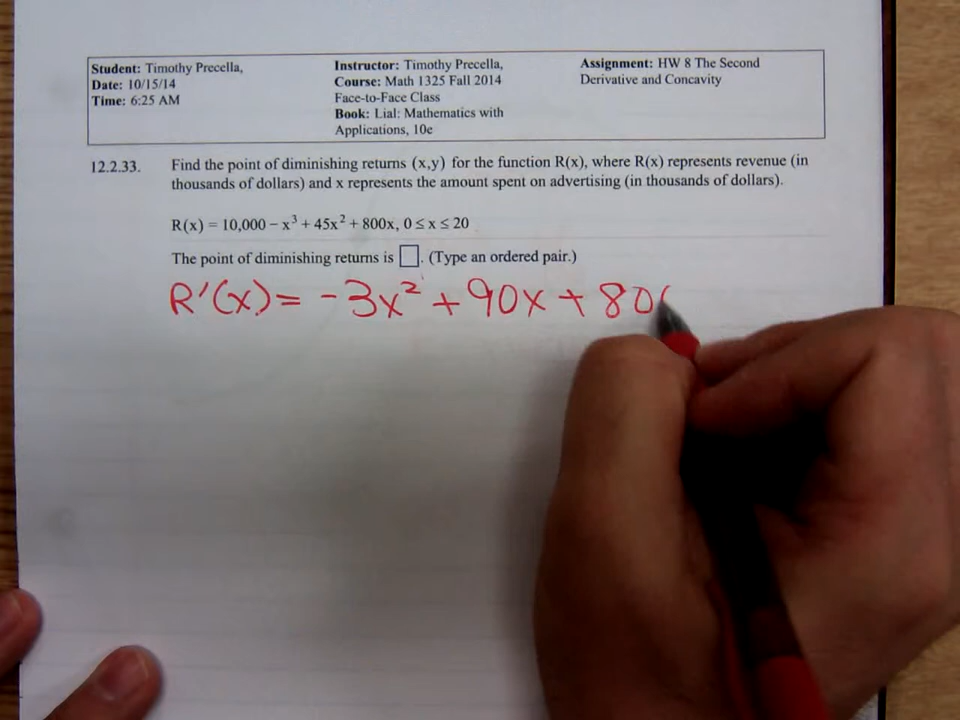 Student: Timothy Precella,
Date: 10/15/14
Time: 6:25 AM
Instructor: Timothy Precella,
Course: Math 1325 Fall 2014
Face-to-Face Class
Book: Lial: Mathematics with
Applications, 10e
Assignment: HW 8 The Second
Derivative and Concavity
12.2.33. Find the point of diminishing returns (x,y) for the function R(x), where R(x) represents revenue (in
thousands of dollars) and x represents the amount spent on advertising (in thousands of dollars).
R(x) = 10,000 − x³ + 45x² + 800x, 0 ≤ x ≤ 20
The point of diminishing returns is □. (Type an ordered pair.)
R'(x) = -3x² + 90x + 80